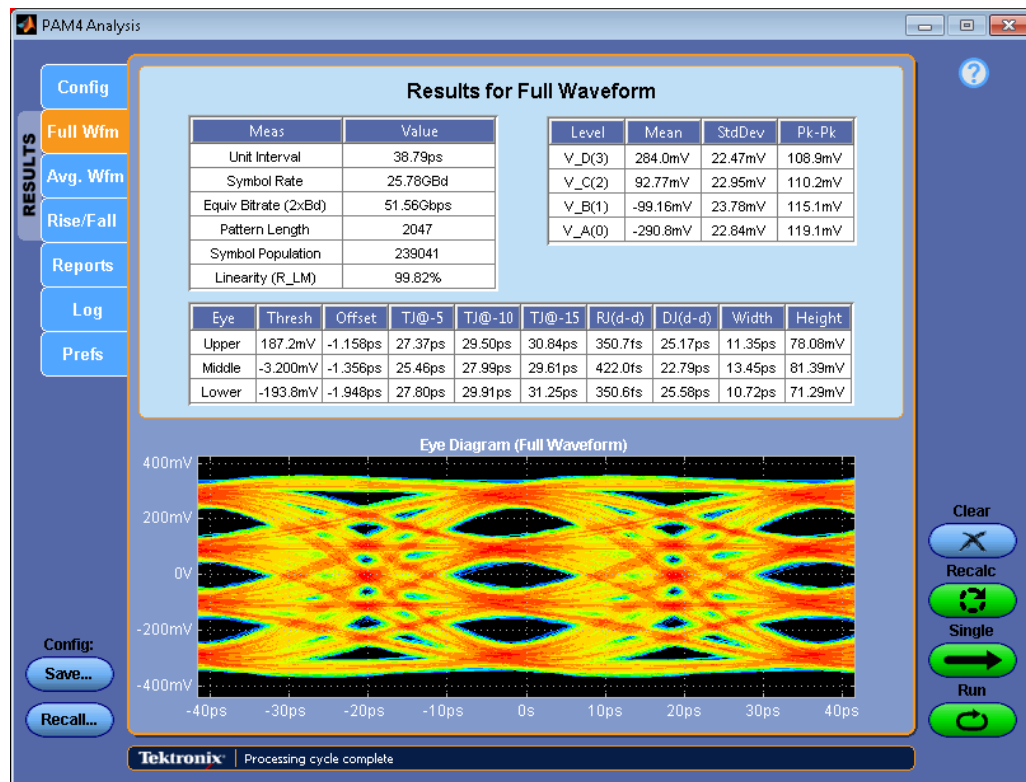 PAM4 Analysis
RESULTS
Config
Full Wfm
Avg. Wfm
Rise/Fall
Reports
Log
Prefs
Results for Full Waveform
Meas Value
Unit Interval 38.79ps
Symbol Rate 25.78GBd
Equiv Bitrate (2xBd) 51.56Gbps
Pattern Length 2047
Symbol Population 239041
Linearity (R_LM) 99.82%
Level Mean StdDev Pk-Pk
V_D(3) 284.0mV 22.47mV 108.9mV
V_C(2) 92.77mV 22.95mV 110.2mV
V_B(1) -99.16mV 23.78mV 115.1mV
V_A(0) -290.8mV 22.84mV 119.1mV
Eye Thresh Offset TJ@-5 TJ@-10 TJ@-15 RJ(d-d) DJ(d-d) Width Height
Upper 187.2mV -1.158ps 27.37ps 29.50ps 30.84ps 350.7fs 25.17ps 11.35ps 78.08mV
Middle -3.200mV -1.356ps 25.46ps 27.99ps 29.61ps 422.0fs 22.79ps 13.45ps 81.39mV
Lower -193.8mV -1.948ps 27.80ps 29.91ps 31.25ps 350.6fs 25.58ps 10.72ps 71.29mV
Eye Diagram (Full Waveform)
400mV
200mV
0V
-200mV
-400mV
-40ps -30ps -20ps -10ps 0s 10ps 20ps 30ps 40ps
?
Clear
Recalc
Single
Run
Config:
Save...
Recall...
Tektronix Processing cycle complete